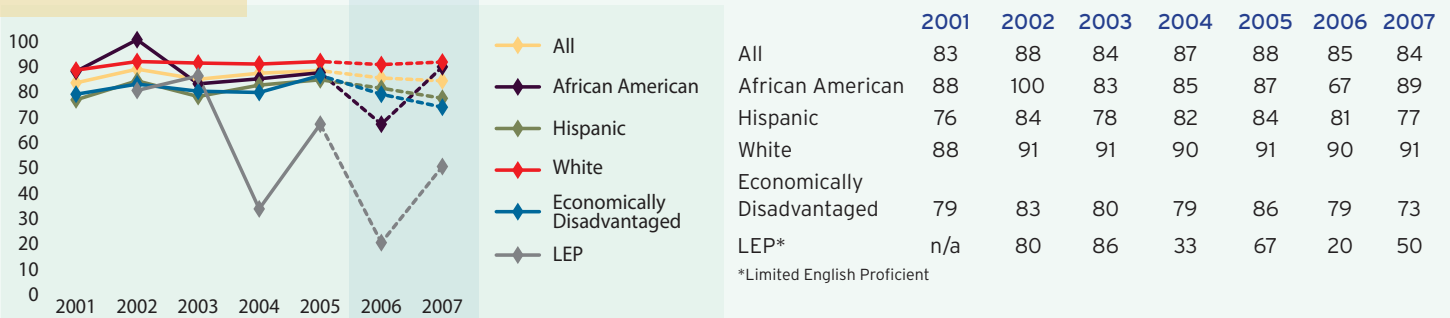 100
90
80
70
60
50
40
30
20
10
0
2001 2002 2003 2004 2005 2006 2007
All
African American
Hispanic
White
Economically
Disadvantaged
LEP
2001 2002 2003 2004 2005 2006 2007
All 83 88 84 87 88 85 84
African American 88 100 83 85 87 67 89
Hispanic 76 84 78 82 84 81 77
White 88 91 91 90 91 90 91
Economically
Disadvantaged 79 83 80 79 86 79 73
LEP* n/a 80 86 33 67 20 50
*Limited English Proficient